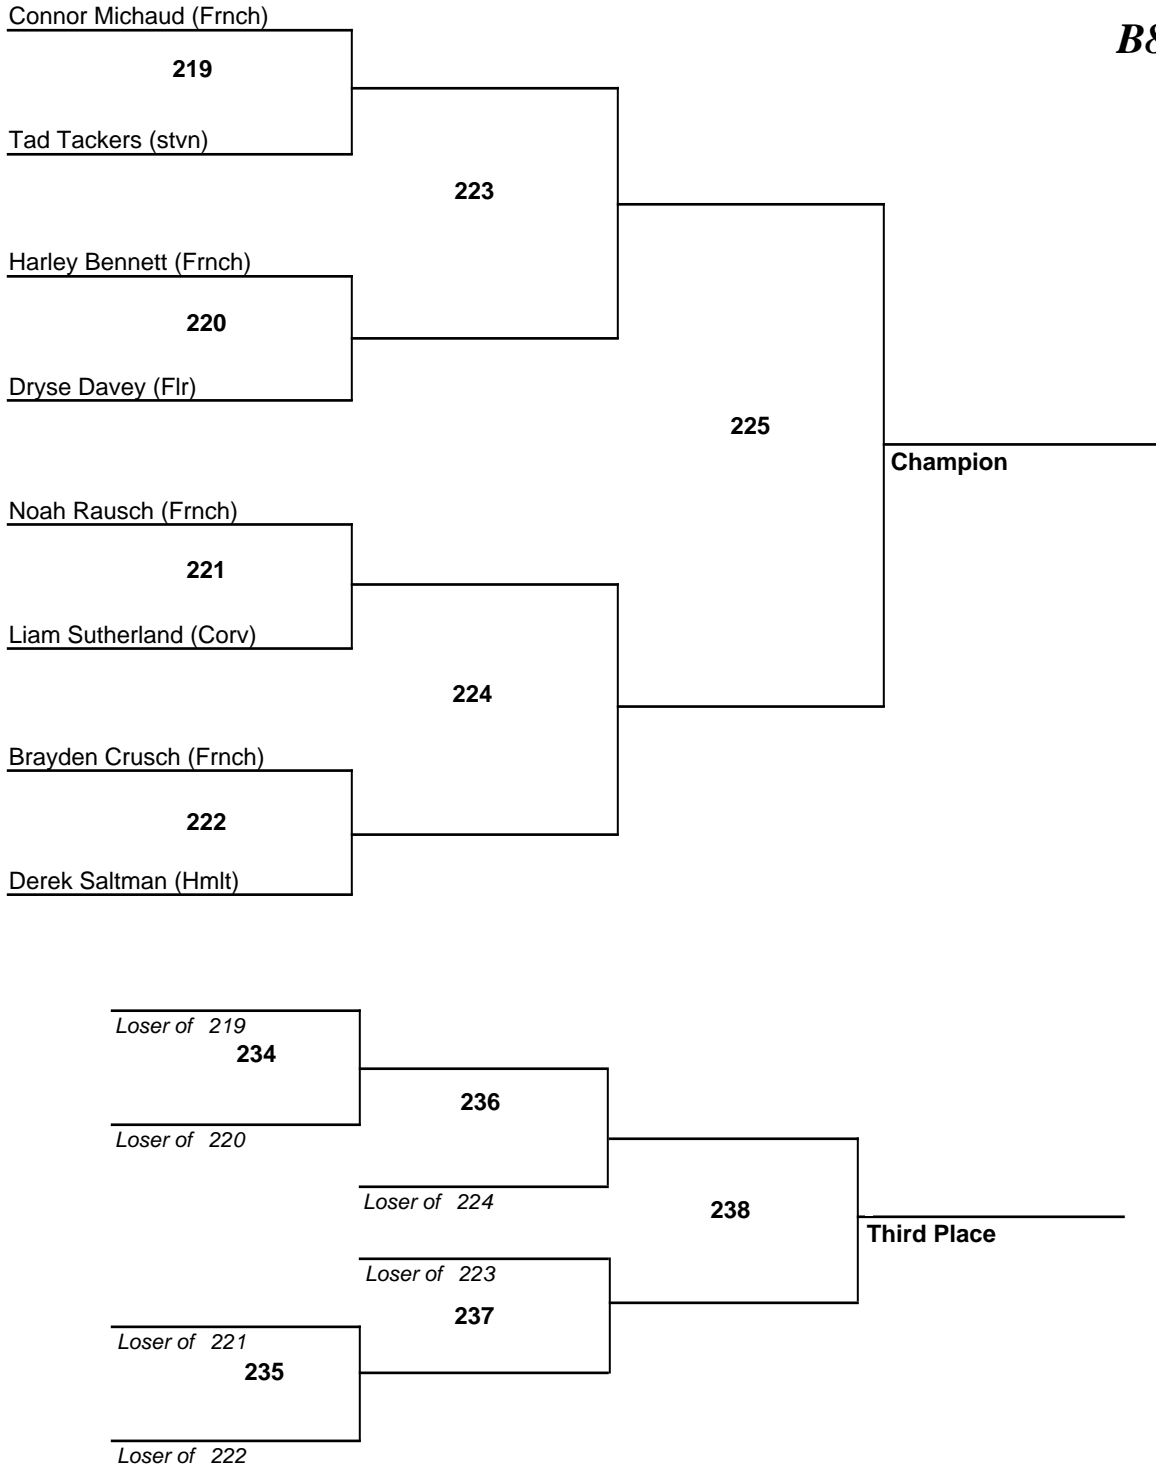 Connor Michaud (Frnch)
B8
219
Tad Tackers (stvn)
223
Harley Bennett (Frnch)
220
Dryse Davey (Flr)
225
Champion
Noah Rausch (Frnch)
221
Liam Sutherland (Corv)
224
Brayden Crusch (Frnch)
222
Derek Saltman (Hmlt)
Loser of 219
234
236
Loser of 220
Loser of 224
238
Third Place
Loser of 223
237
Loser of 221
235
Loser of 222